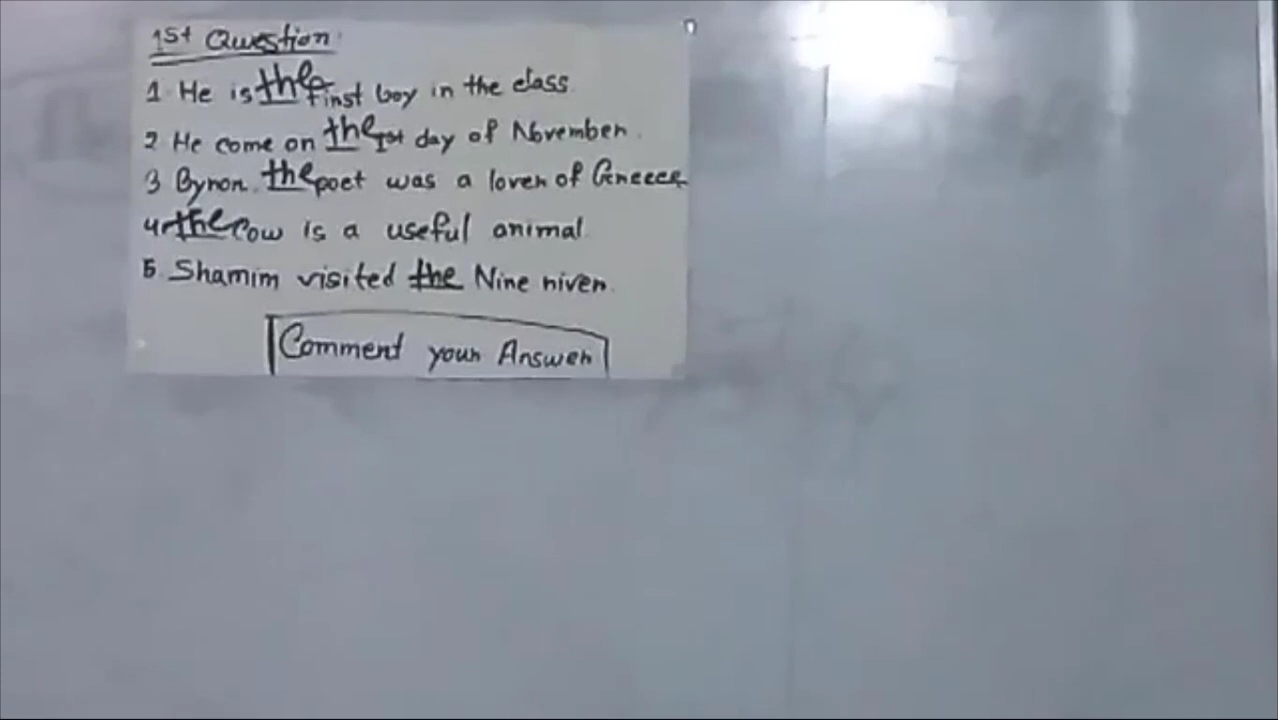 1st Question
1 He is the first boy in the class.
2 He come on the 1st day of November.
3 Byron the poet was a lover of Greece
4 the Cow is a useful animal.
5 Shamim visited the Nine river.
Comment your Answer